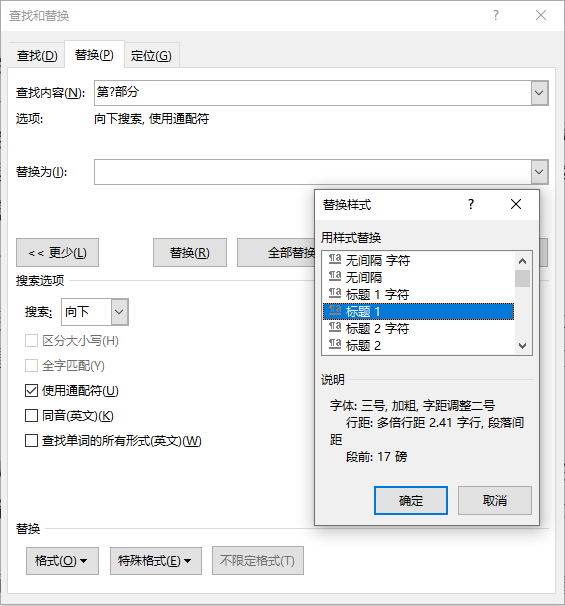 查找和替换
查找(D) 替换(P) 定位(G)
查找内容(N): 第?部分
选项: 向下搜索, 使用通配符
替换为(I):
<< 更少(L) 替换(R) 全部替换
搜索选项
搜索: 向下
区分大小写(H)
全字匹配(Y)
使用通配符(U)
同音(英文)(K)
查找单词的所有形式(英文)(W)
替换
格式(O) 特殊格式(E) 不限定格式(T)
替换样式
用样式替换
无间隔 字符
无间隔
标题 1 字符
标题 1
标题 2 字符
标题 2
说明
字体: 三号, 加粗, 字距调整二号
行距: 多倍行距 2.41 字行, 段落间
距
段前: 17 磅
确定 取消